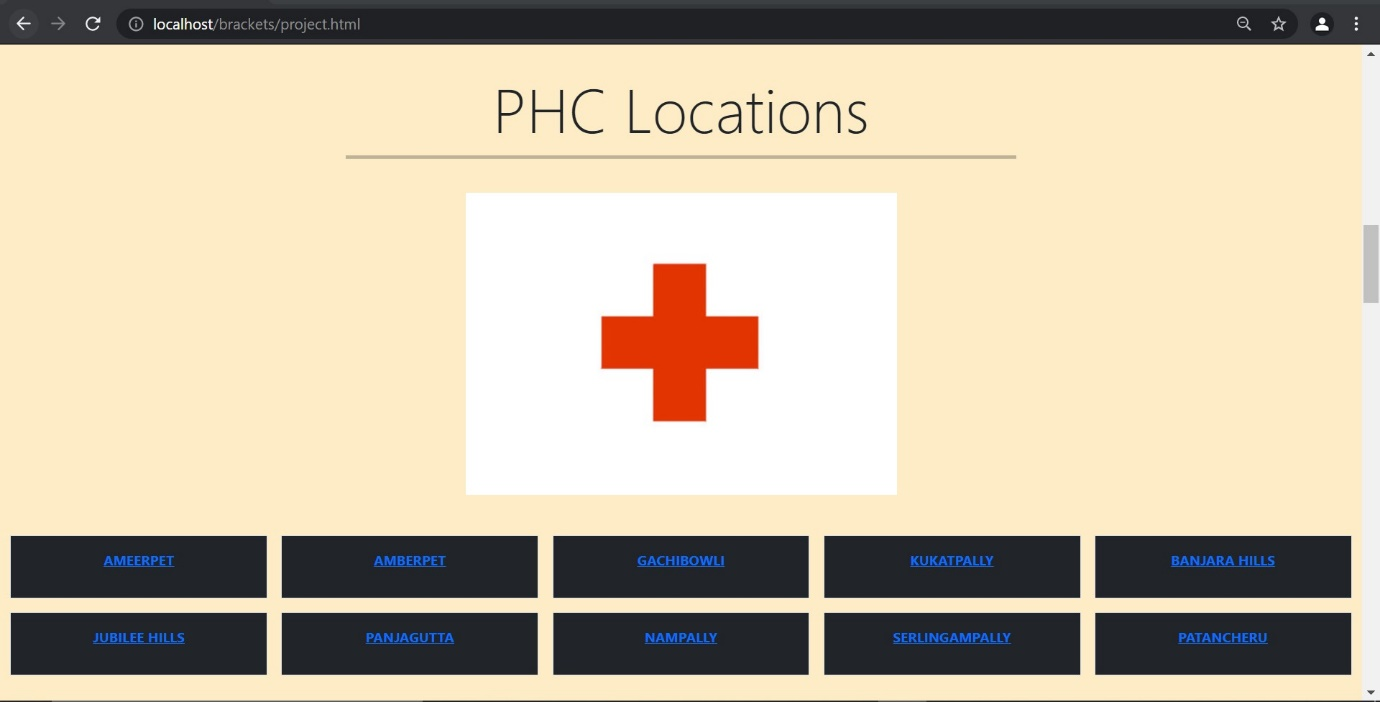 localhost/brackets/project.html
PHC Locations
AMEERPET AMBERPET GACHIBOWLI KUKATPALLY BANJARA HILLS
JUBILEE HILLS PANJAGUTTA NAMPALLY SERLINGAMPALLY PATANCHERU